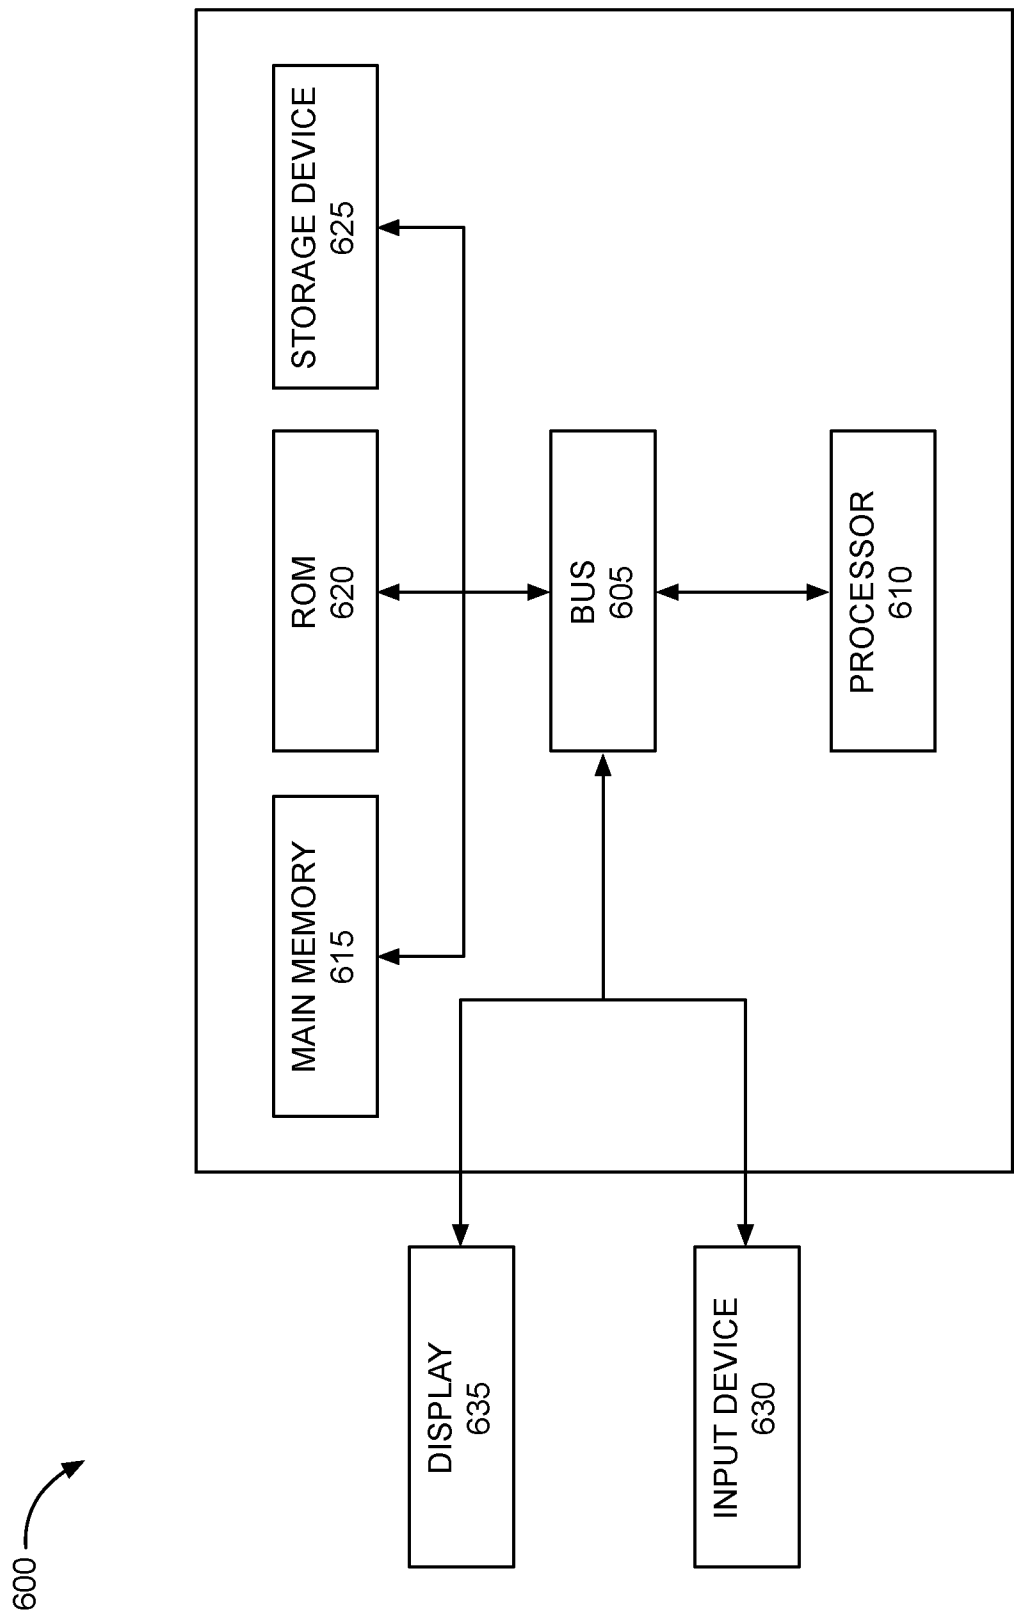 600
MAIN MEMORY
615
ROM
620
STORAGE DEVICE
625
DISPLAY
635
BUS
605
INPUT DEVICE
630
PROCESSOR
610